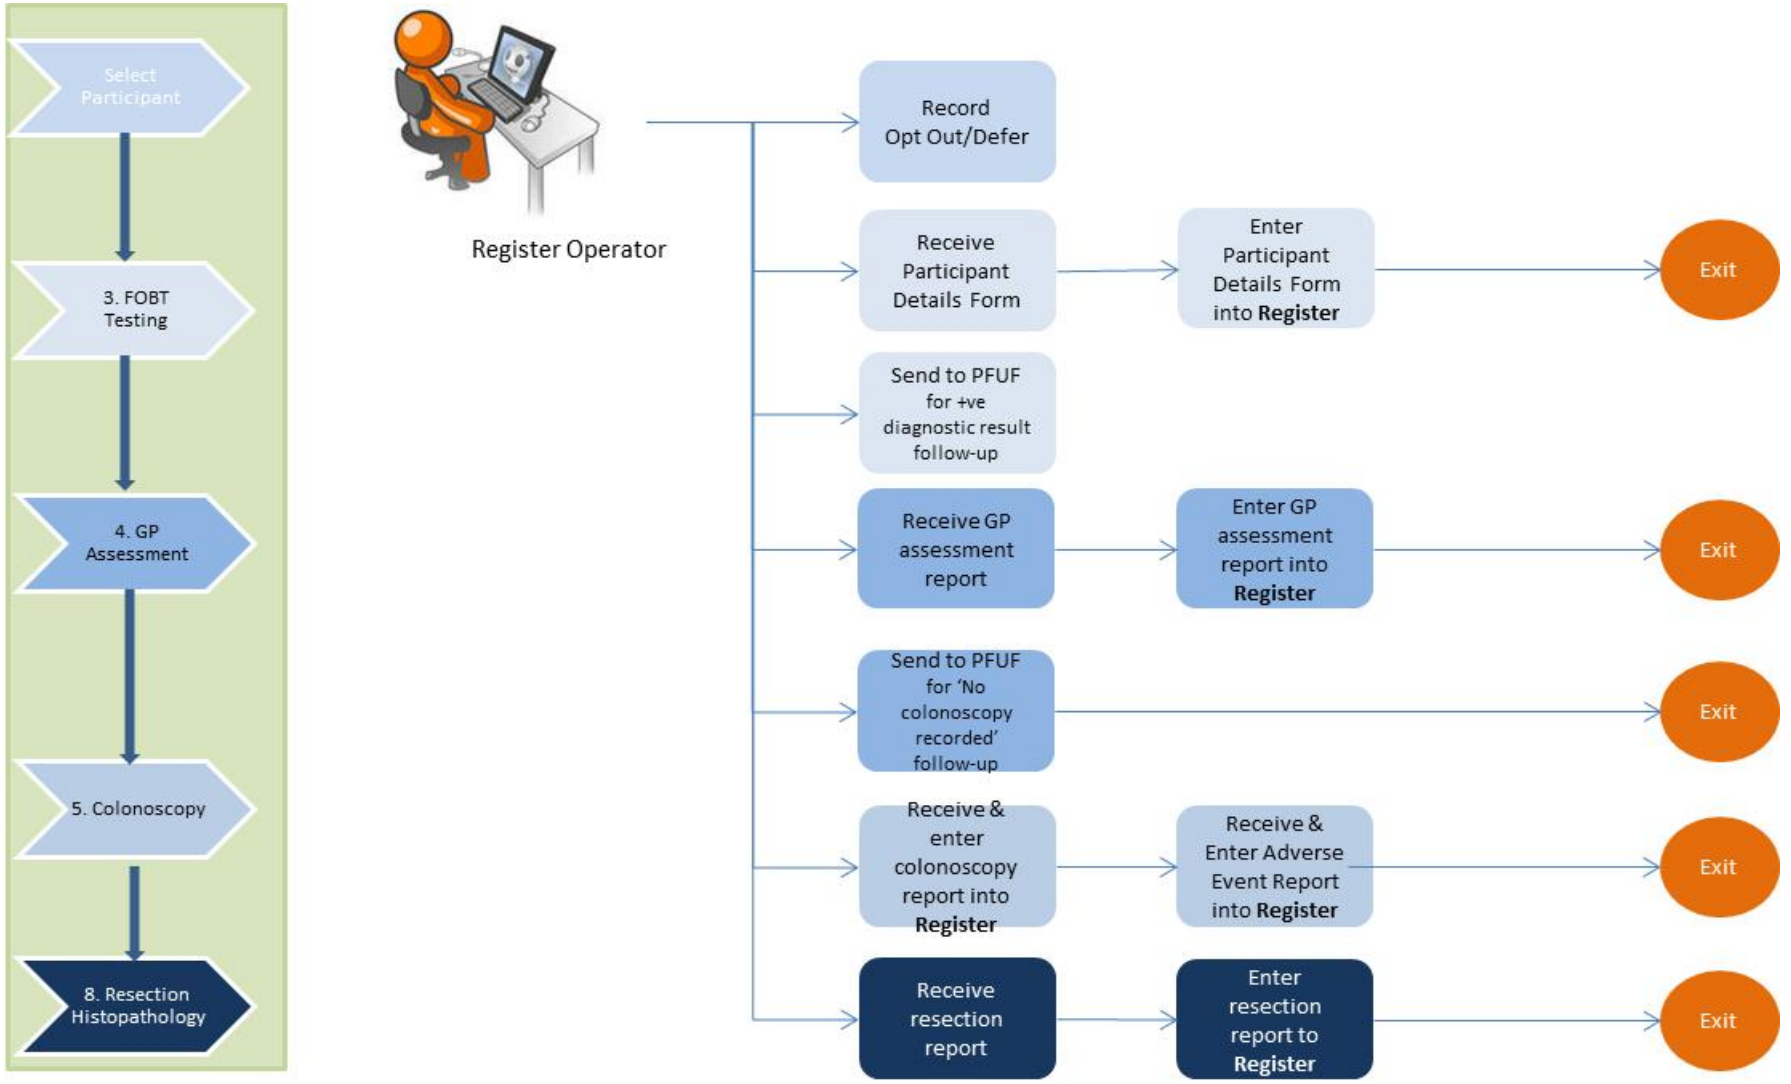 Select
Participant
3. FOBT
Testing
4. GP
Assessment
5. Colonoscopy
8. Resection
Histopathology
Register Operator
Record
Opt Out/Defer
Receive
Participant
Details Form
Enter
Participant
Details Form
into Register
Exit
Send to PFUF
for +ve
diagnostic result
follow-up
Receive GP
assessment
report
Enter GP
assessment
report into
Register
Exit
Send to PFUF
for ‘No
colonoscopy
recorded’
follow-up
Exit
Receive &
enter
colonoscopy
report into
Register
Receive &
Enter Adverse
Event Report
into Register
Exit
Receive
resection
report
Enter
resection
report to
Register
Exit